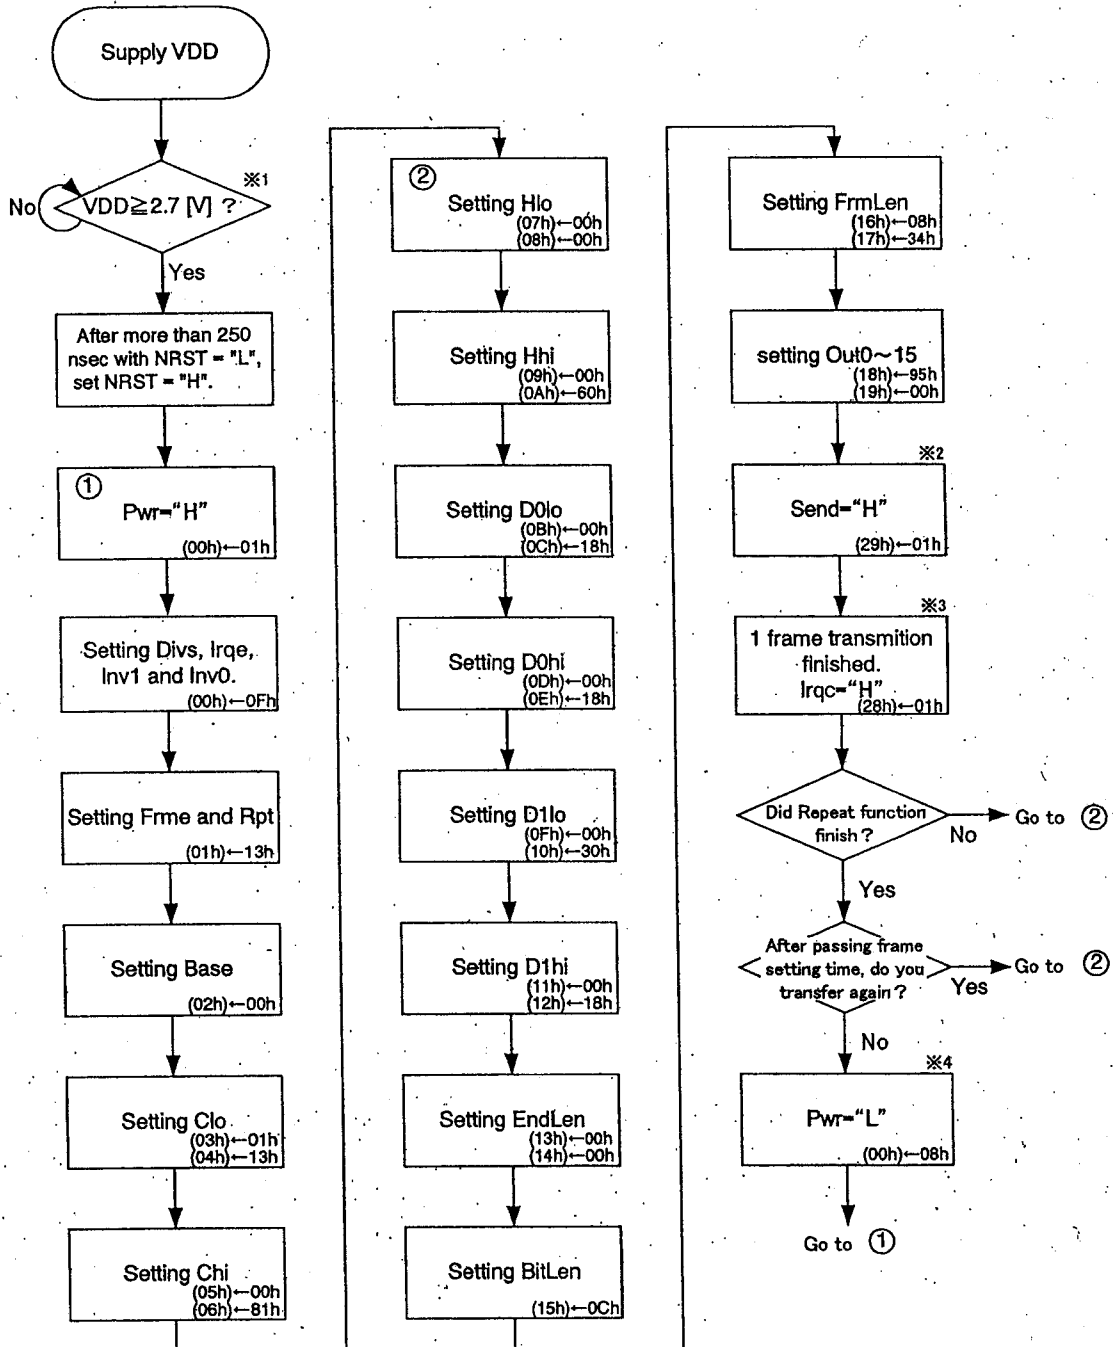 Supply VDD
※1
No
VDD≧2.7 [V] ?
Yes
After more than 250
nsec with NRST = "L",
set NRST = "H".
①
Pwr="H"
(00h)←01h
Setting Divs, Irqe,
Inv1 and Inv0.
(00h)←0Fh
Setting Frme and Rpt
(01h)←13h
Setting Base
(02h)←00h
Setting Clo
(03h)←01h
(04h)←13h
Setting Chi
(05h)←00h
(06h)←81h
②
Setting Hlo
(07h)←00h
(08h)←00h
Setting Hhi
(09h)←00h
(0Ah)←60h
Setting D0lo
(0Bh)←00h
(0Ch)←18h
Setting D0hi
(0Dh)←00h
(0Eh)←18h
Setting D1lo
(0Fh)←00h
(10h)←30h
Setting D1hi
(11h)←00h
(12h)←18h
Setting EndLen
(13h)←00h
(14h)←00h
Setting BitLen
(15h)←0Ch
Setting FrmLen
(16h)←08h
(17h)←34h
setting Out0~15
(18h)←95h
(19h)←00h
※2
Send="H"
(29h)←01h
※3
1 frame transmition
finished.
Irqc="H"
(28h)←01h
Did Repeat function
finish ?
No
Go to ②
Yes
After passing frame
setting time, do you
transfer again ?
Yes
Go to ②
No
※4
Pwr="L"
(00h)←08h
Go to ①